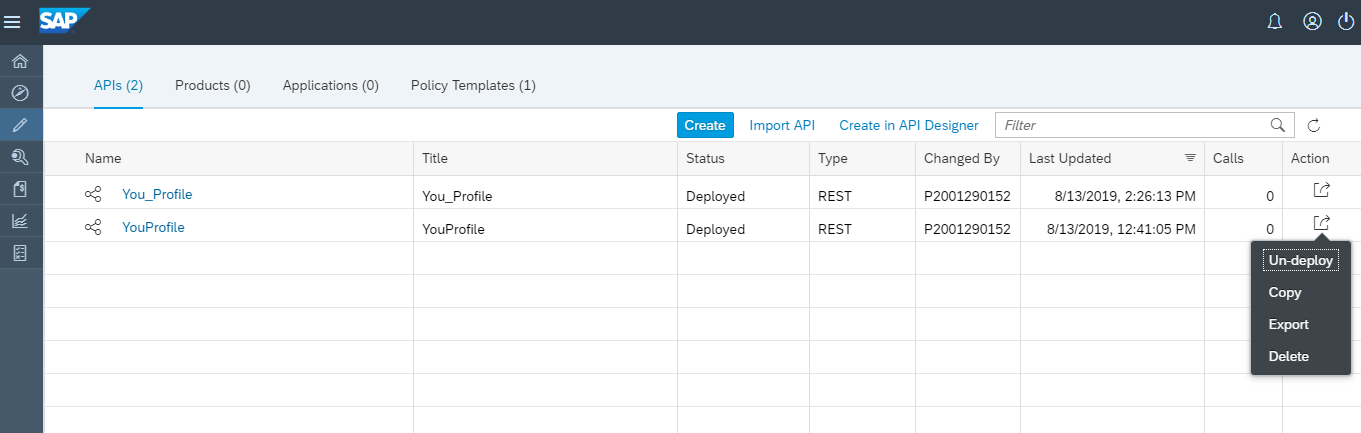 SAP
APIs (2) Products (0) Applications (0) Policy Templates (1)
Create Import API Create in API Designer Filter
Name Title Status Type Changed By Last Updated Calls Action
You_Profile You_Profile Deployed REST P2001290152 8/13/2019, 2:26:13 PM 0
YouProfile YouProfile Deployed REST P2001290152 8/13/2019, 12:41:05 PM 0
Un-deploy
Copy
Export
Delete